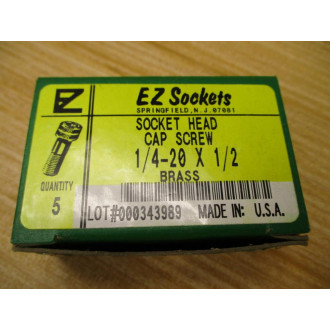 EZ
E-Z Sockets
SPRINGFIELD, N.J. 07081
SOCKET HEAD
CAP SCREW
1/4-20 X 1/2
BRASS
QUANTITY
5
LOT#000343989 MADE IN: U.S.A.